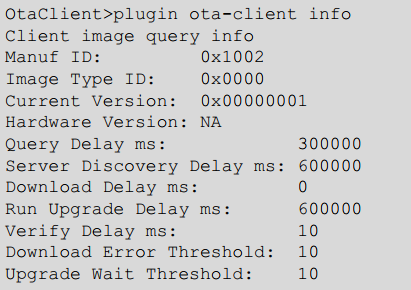 OtaClient>plugin ota-client info
Client image query info
Manuf ID:        0x1002
Image Type ID:   0x0000
Current Version: 0x00000001
Hardware Version: NA
Query Delay ms:            300000
Server Discovery Delay ms: 600000
Download Delay ms:         0
Run Upgrade Delay ms:      600000
Verify Delay ms:           10
Download Error Threshold:  10
Upgrade Wait Threshold:    10